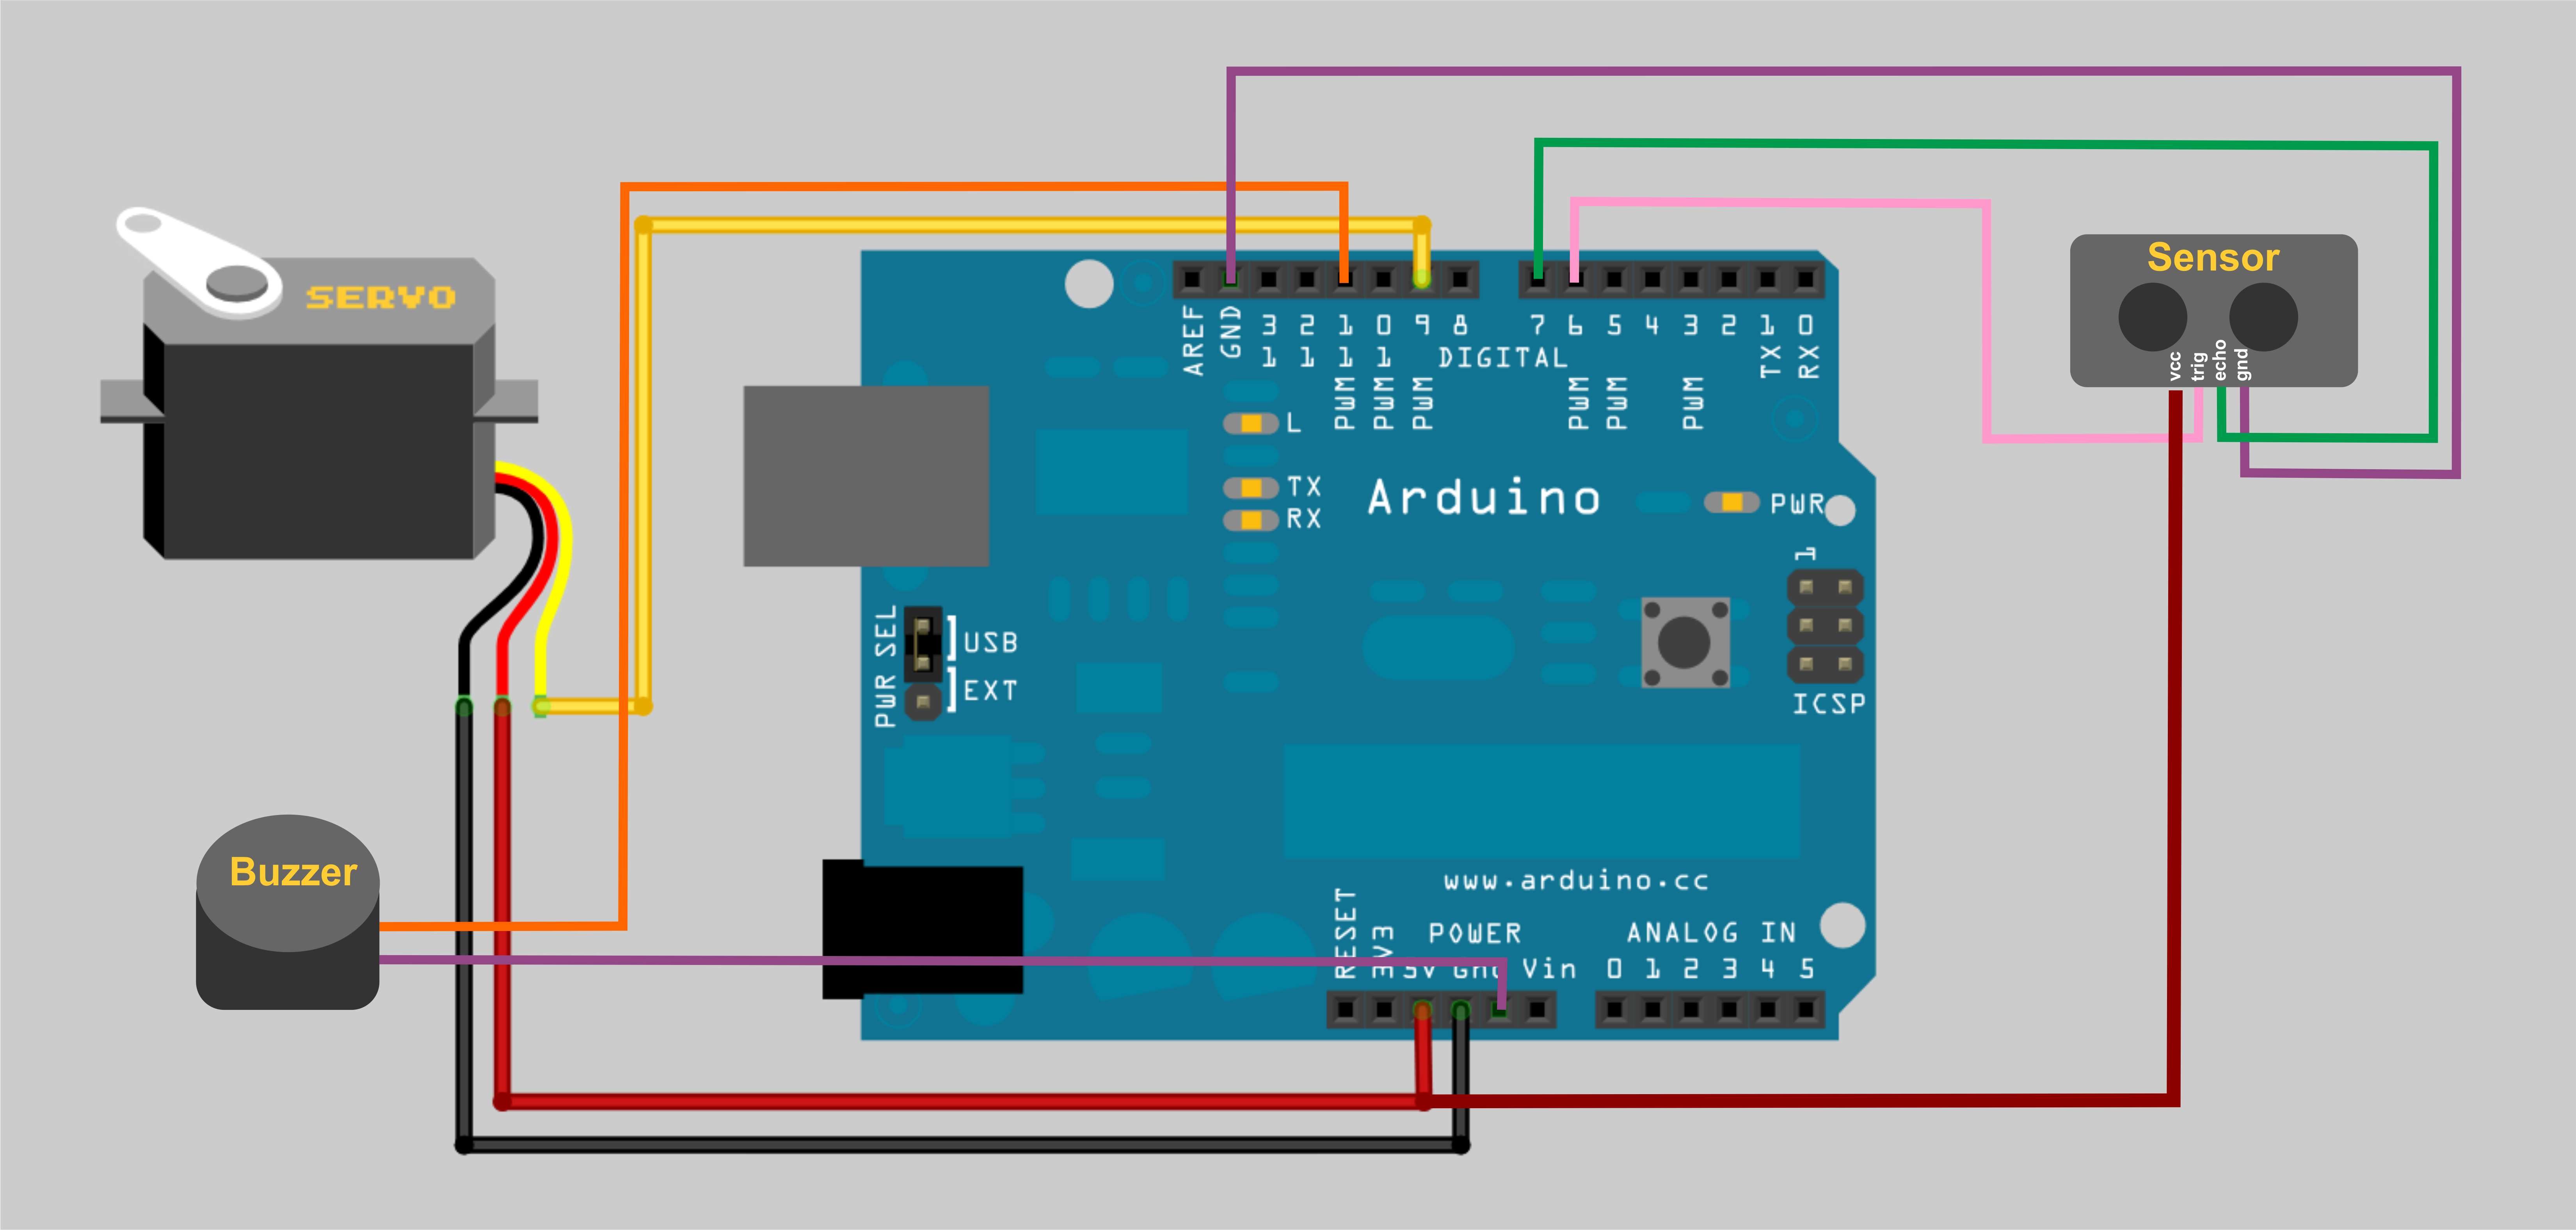 Sensor
vcc
trig
echo
gnd
SERVO
AREF
GND
13
12
11
10
9
8
7
6
5
4
3
2
1
0
DIGITAL
TX
RX
PWM
PWM
PWM
PWM
PWM
PWM
L
TX
RX
Arduino
PWR
1
ICSP
PWR SEL
USB
EXT
Buzzer
www.arduino.cc
POWER
ANALOG IN
RESET
3V3
5V
Gnd
Vin
0 1 2 3 4 5